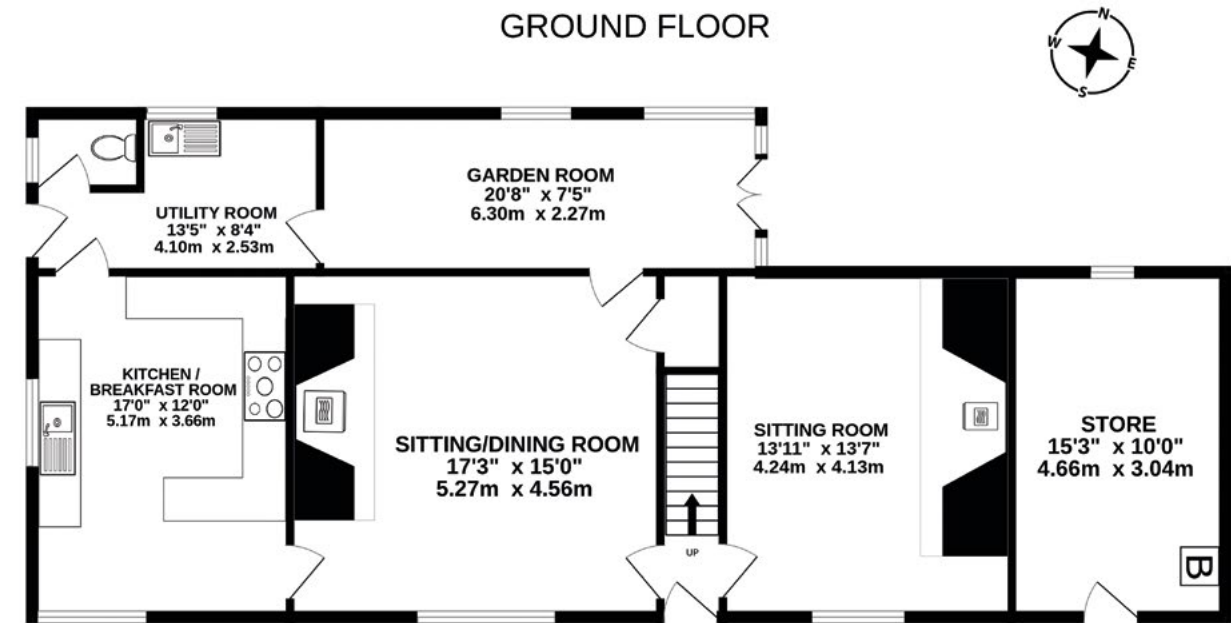 GROUND FLOOR
N
W
E
S
GARDEN ROOM
20'8" x 7'5"
6.30m x 2.27m
UTILITY ROOM
13'5" x 8'4"
4.10m x 2.53m
KITCHEN /
BREAKFAST ROOM
17'0" x 12'0"
5.17m x 3.66m
SITTING/DINING ROOM
17'3" x 15'0"
5.27m x 4.56m
UP
SITTING ROOM
13'11" x 13'7"
4.24m x 4.13m
STORE
15'3" x 10'0"
4.66m x 3.04m
B